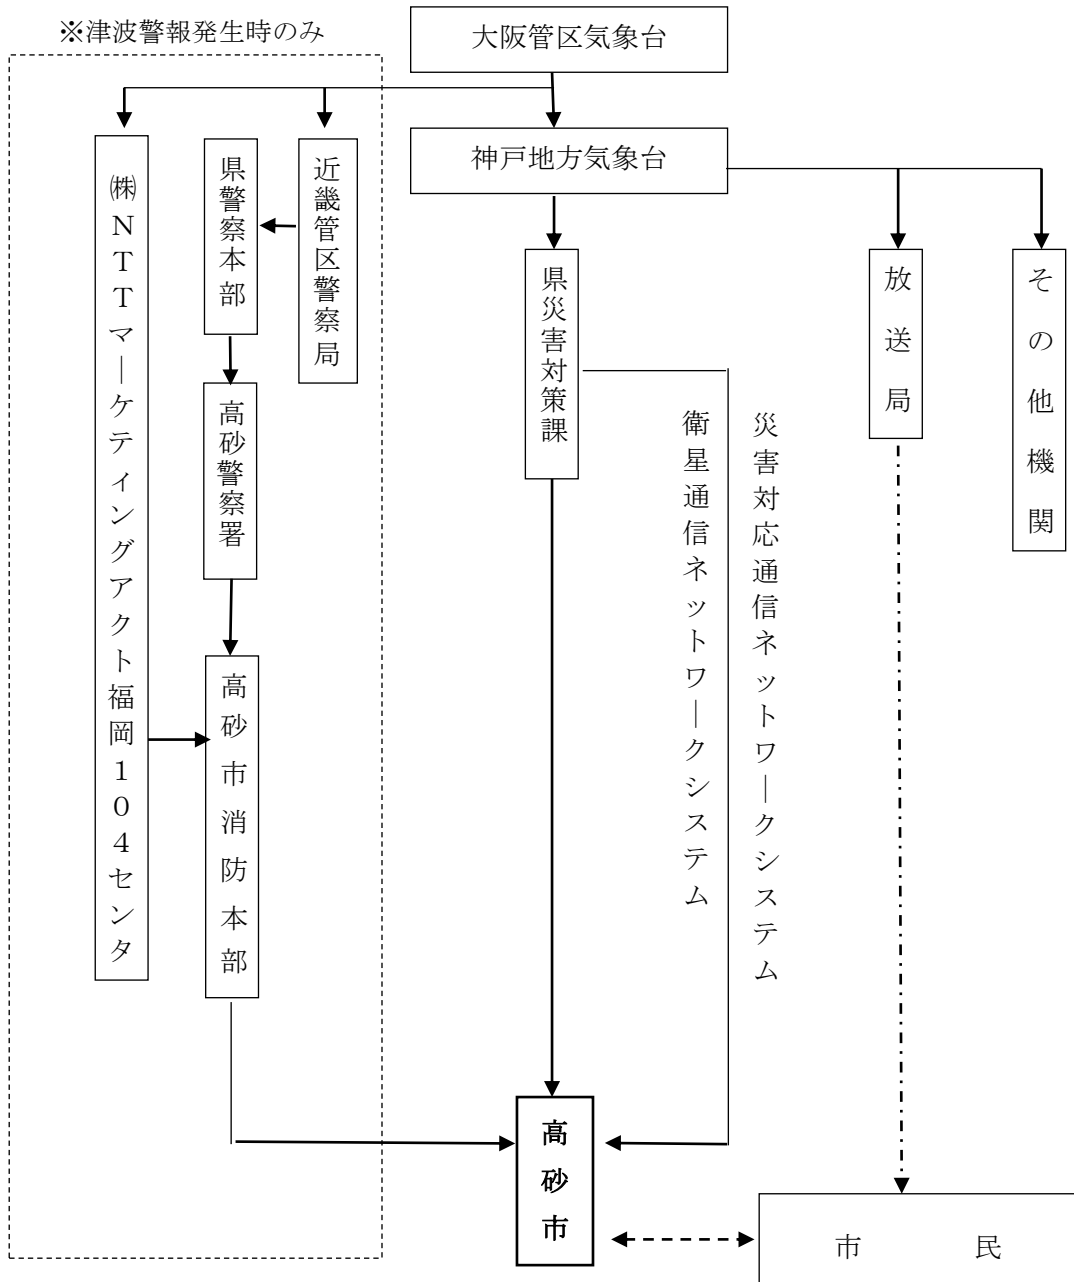 ※津波警報発生時のみ
大阪管区気象台
神戸地方気象台
㈱NTTマーケティングアクト福岡104センタ
県警察本部
近畿管区警察局
高砂警察署
高砂市消防本部
県災害対策課
衛星通信ネットワークシステム
災害対応通信ネットワークシステム
放送局
その他機関
高砂市
市民